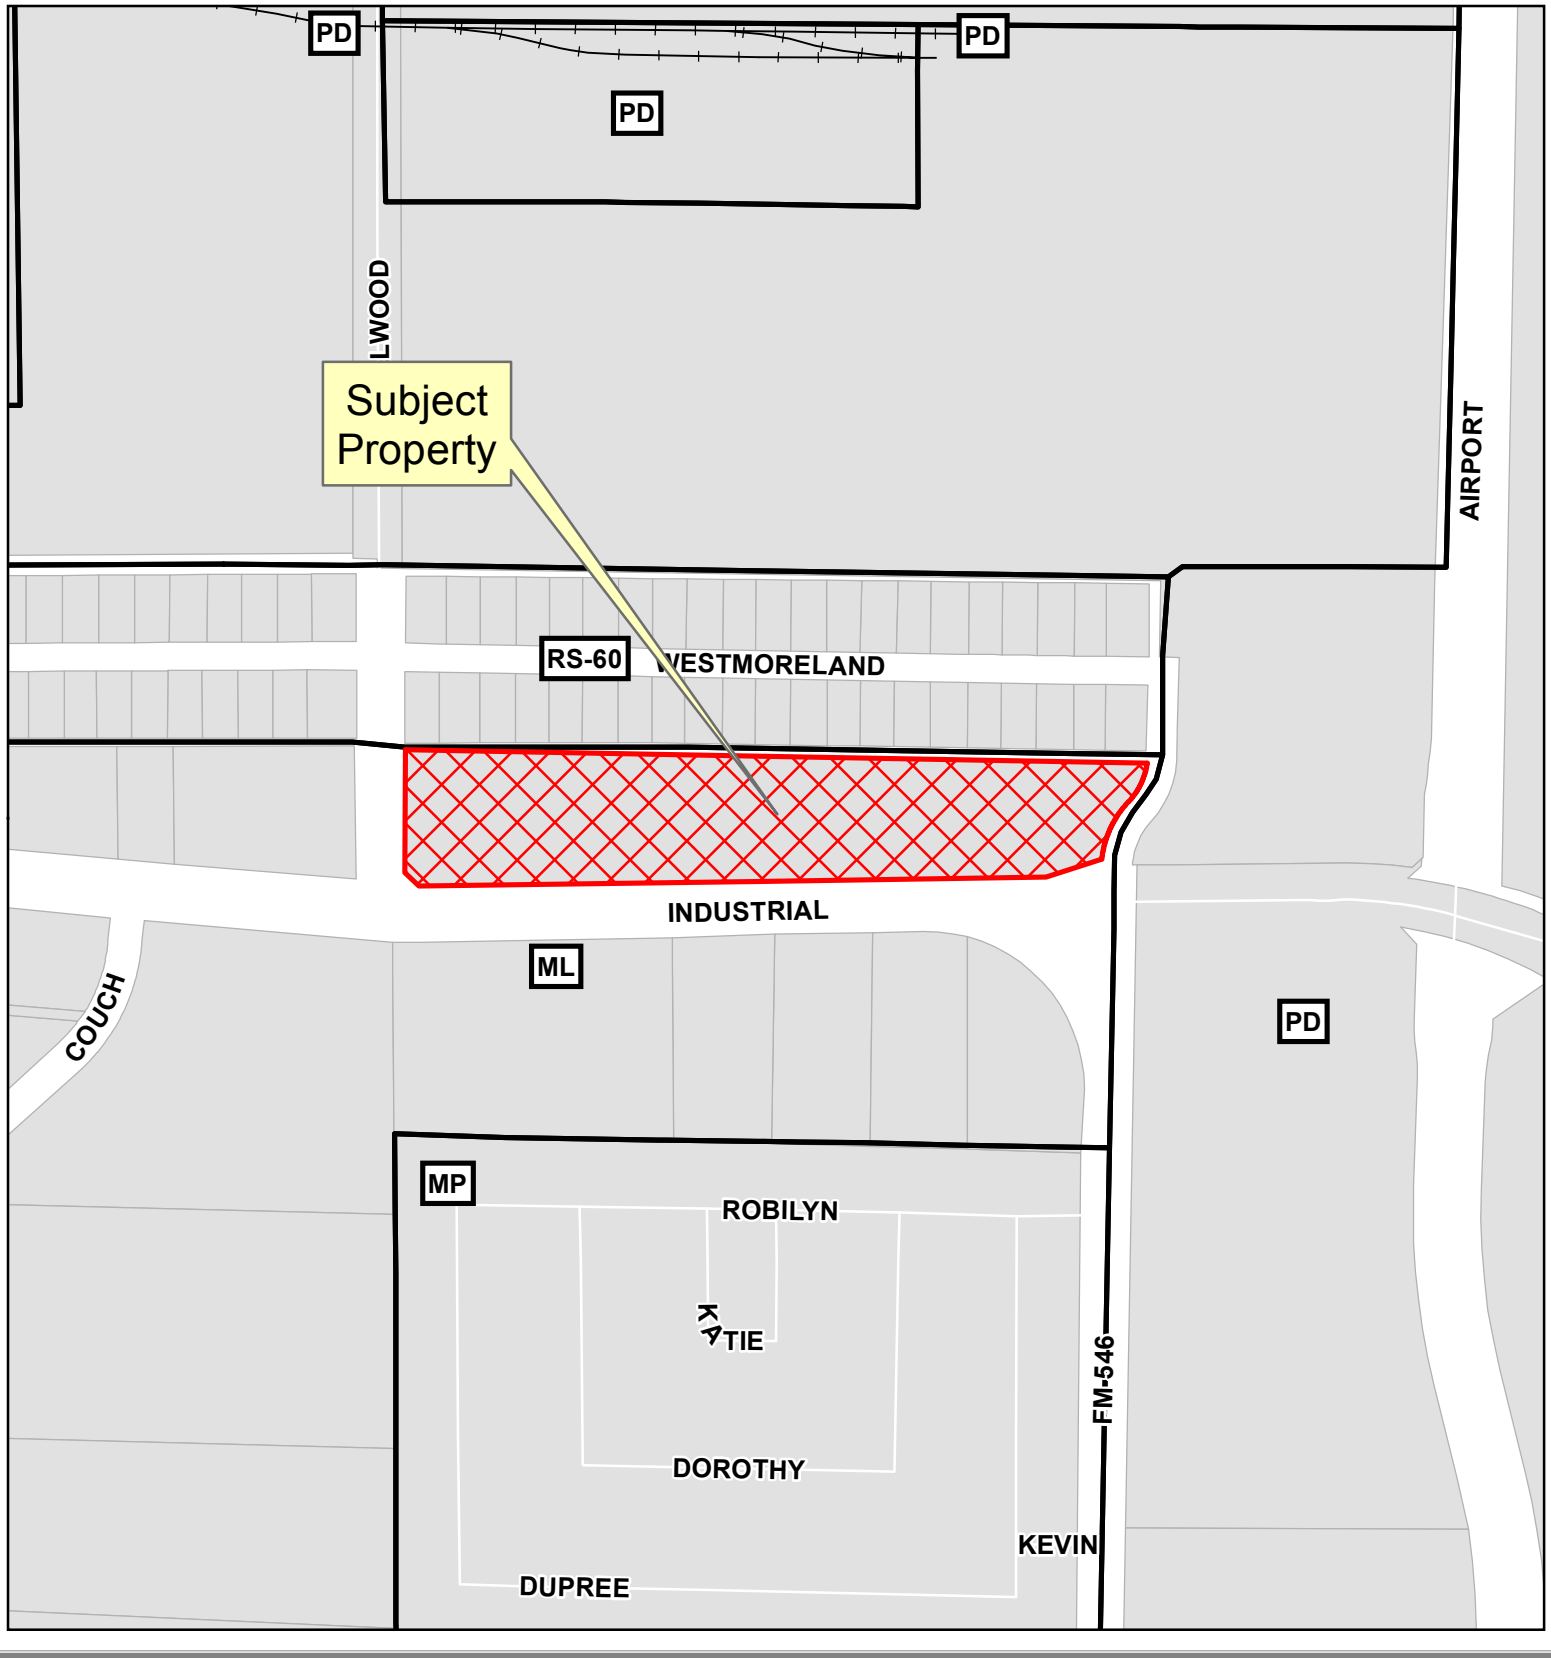 PD
PD
PD
LWOOD
Subject
Property
AIRPORT
RS-60
WESTMORELAND
INDUSTRIAL
ML
COUCH
PD
MP
ROBILYN
KATIE
FM-546
DOROTHY
KEVIN
DUPREE